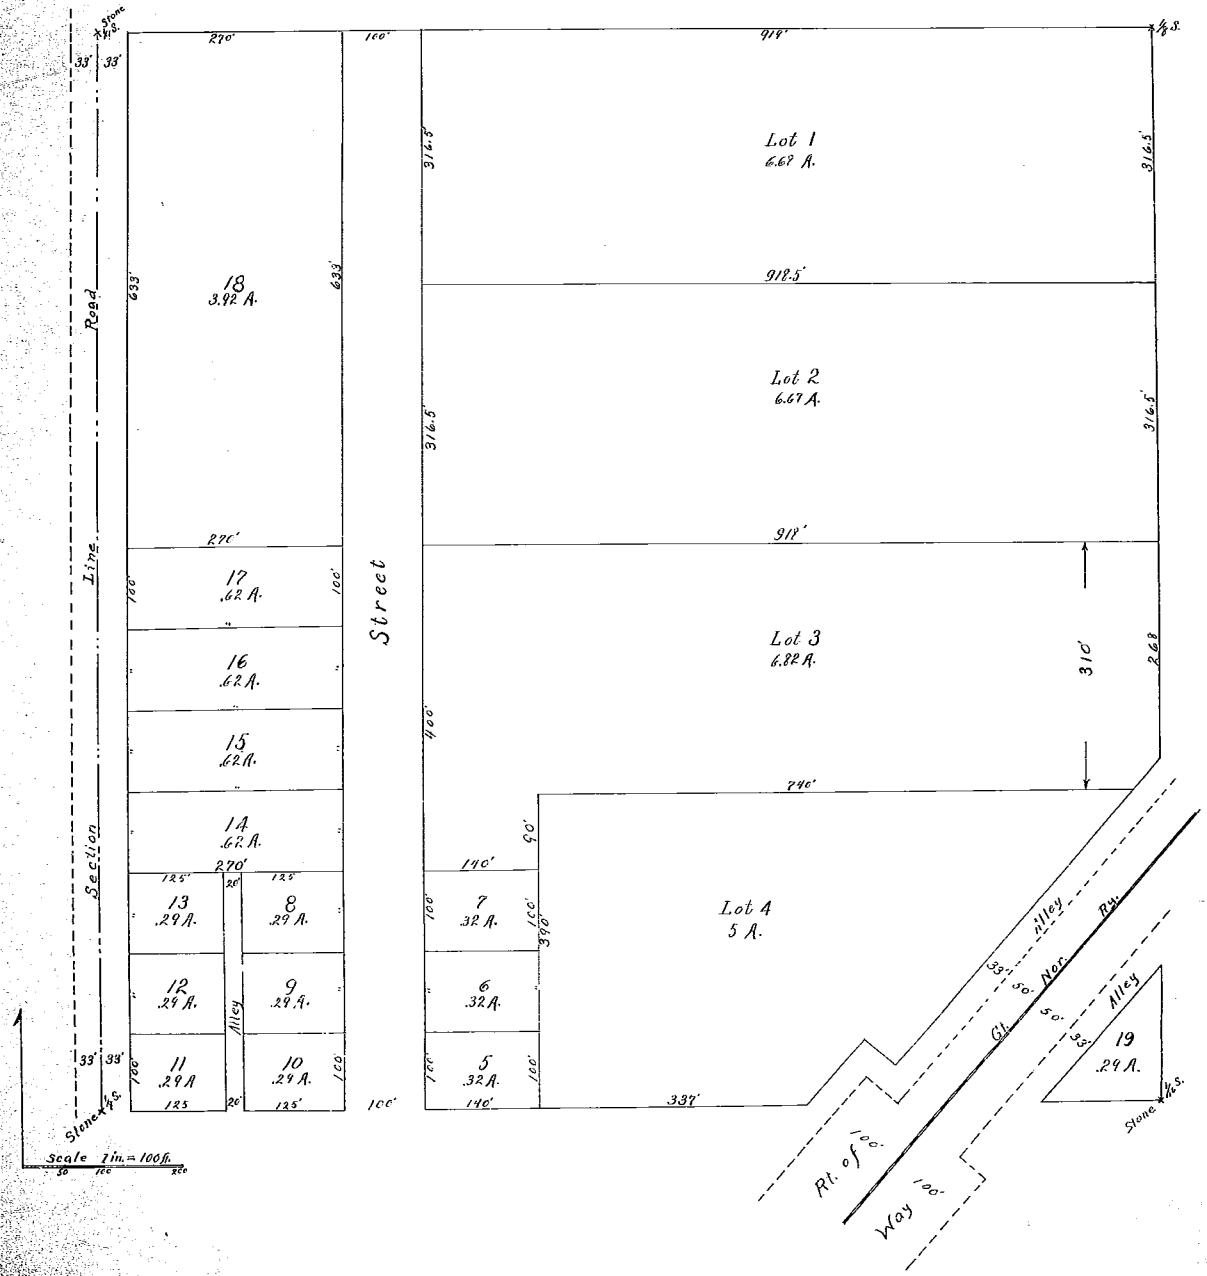 Stone
1/4 S.
33' 33'
270'
100'
919'
1/8 S.
316.5'
Lot 1
6.67 A.
316.5'
633'
18
3.92 A.
633'
918.5'
Road
Lot 2
6.67 A.
316.5'
316.5'
270'
918'
Line
100'
17
.62 A.
100'
Street
"
Lot 3
6.82 A.
310'
268
"
16
.62 A.
"
"
400'
"
15
.62 A.
"
"
740'
"
14
.62 A.
"
90'
270'
140'
Section
125'
20'
125'
"
13
.29 A.
8
.29 A.
"
100'
7
.32 A.
100'
390'
Lot 4
5 A.
Alley
Ry.
"
12
.29 A.
9
.29 A.
"
"
6
.32 A.
"
33'
50'
Nor.
Alley
Alley
50'
Gt.
33'
19
.29 A.
33' 33'
100'
11
.29 A
10
.29 A.
100'
100'
5
.32 A.
100'
125
20'
125'
100'
140'
337'
Stone 1/4 S.
Stone 1/16 S.
100'
Rt. of
100'
Way
Scale 1 in. = 100 ft.
50 100 200